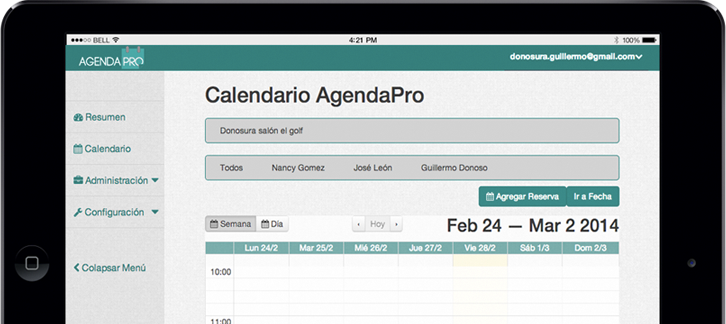 BELL 4:21 PM 100%
AGENDA PRO donosura.guillermo@gmail.com
Calendario AgendaPro
Resumen
Donosura salón el golf
Calendario
Todos Nancy Gomez José León Guillermo Donoso
Administración
Agregar Reserva Ir a Fecha
Configuración
Semana Día ‹ Hoy › Feb 24 — Mar 2 2014
Lun 24/2 Mar 25/2 Mié 26/2 Jue 27/2 Vie 28/2 Sáb 1/3 Dom 2/3
Colapsar Menú
10:00
11:00